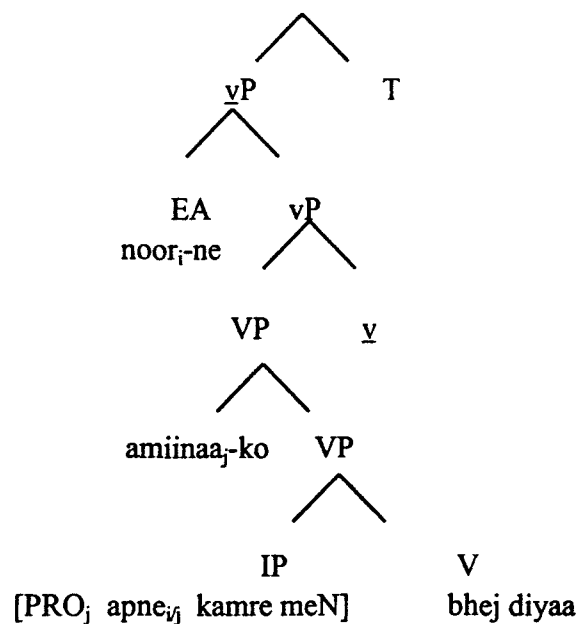 vP T
EA vP
noorᵢ-ne
VP v
amiinaaⱼ-ko VP
IP V
[PROⱼ apneᵢ/ⱼ kamre meN] bhej diyaa